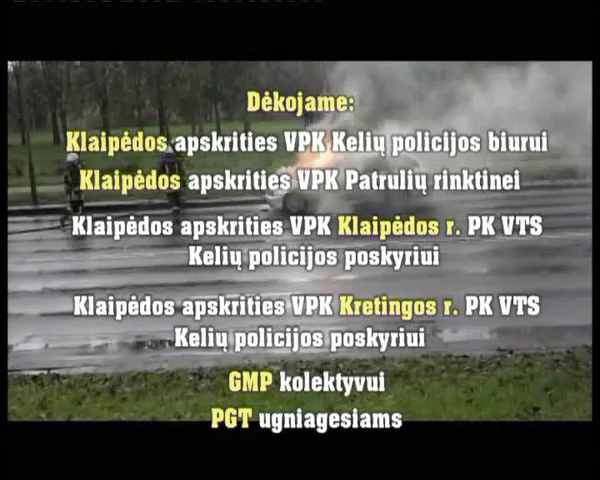 Dėkojame:
Klaipėdos apskrities VPK Kelių policijos biurui
Klaipėdos apskrities VPK Patrulių rinktinei
Klaipėdos apskrities VPK Klaipėdos r. PK VTS
Kelių policijos poskyriui
Klaipėdos apskrities VPK Kretingos r. PK VTS
Kelių policijos poskyriui
GMP kolektyvui
PGT ugniagesiams